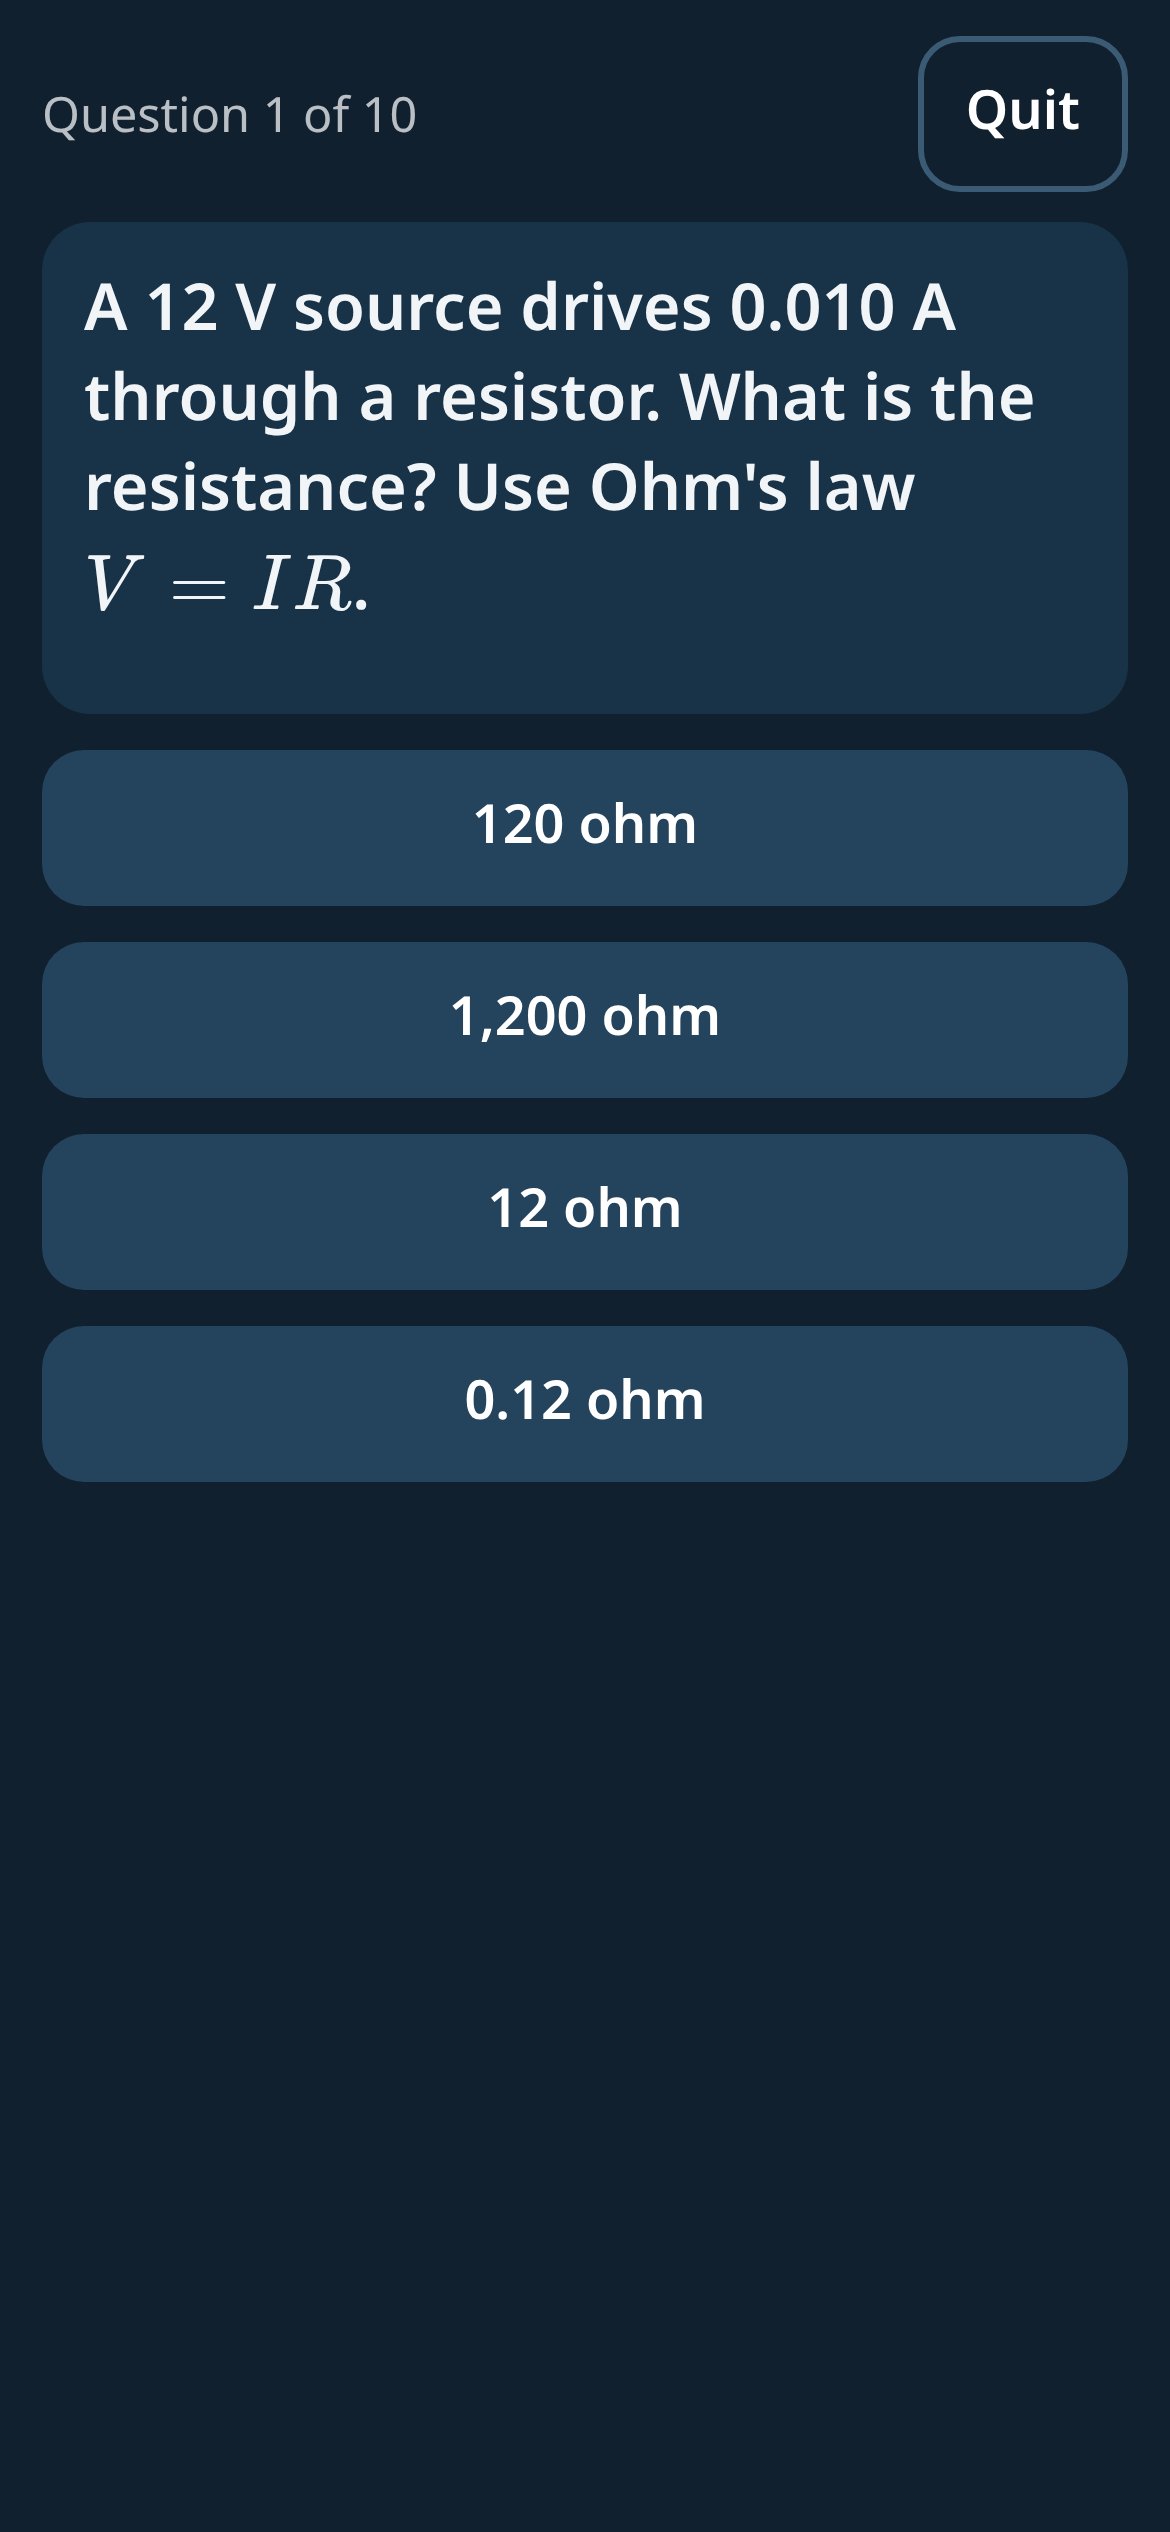 Question 1 of 10
Quit
A 12 V source drives 0.010 A
through a resistor. What is the
resistance? Use Ohm's law
V = IR.
120 ohm
1,200 ohm
12 ohm
0.12 ohm